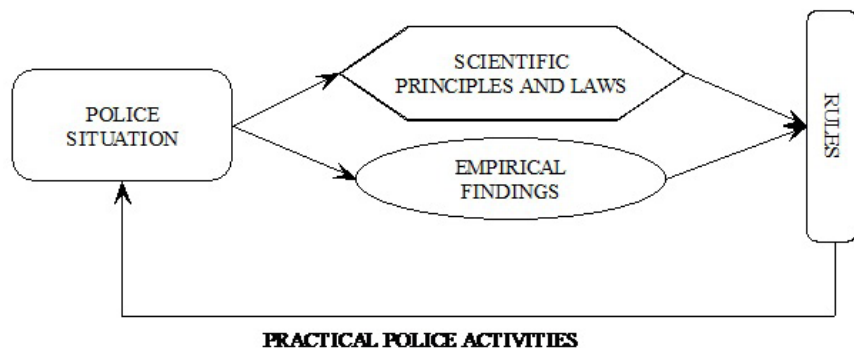 POLICE
SITUATION
SCIENTIFIC
PRINCIPLES AND LAWS
EMPIRICAL
FINDINGS
RULES
PRACTICAL POLICE ACTIVITIES